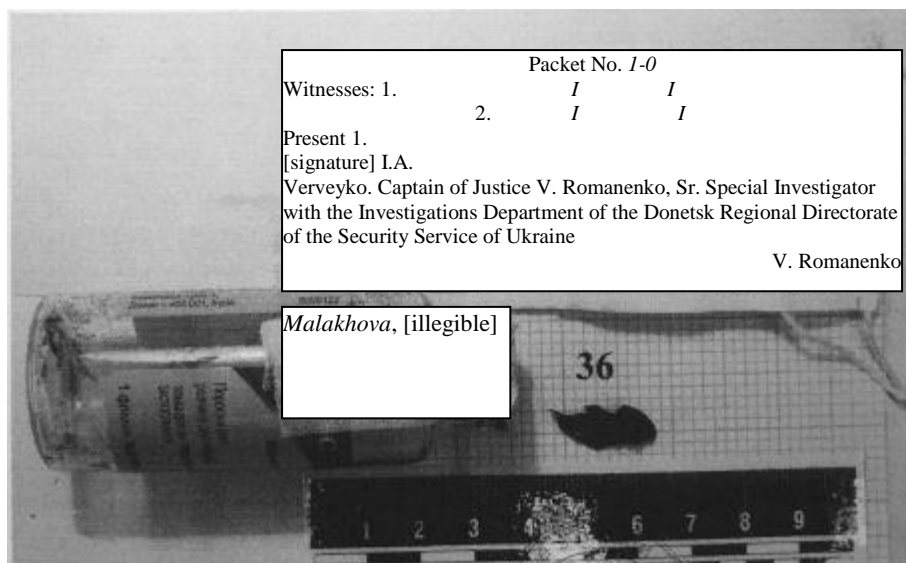 Packet No. 1-0
Witnesses: 1. I I
2. I I
Present 1.
[signature] I.A.
Verveyko. Captain of Justice V. Romanenko, Sr. Special Investigator
with the Investigations Department of the Donetsk Regional Directorate
of the Security Service of Ukraine
V. Romanenko
Malakhova, [illegible]
36
1 2 3 4 6 7 8 9